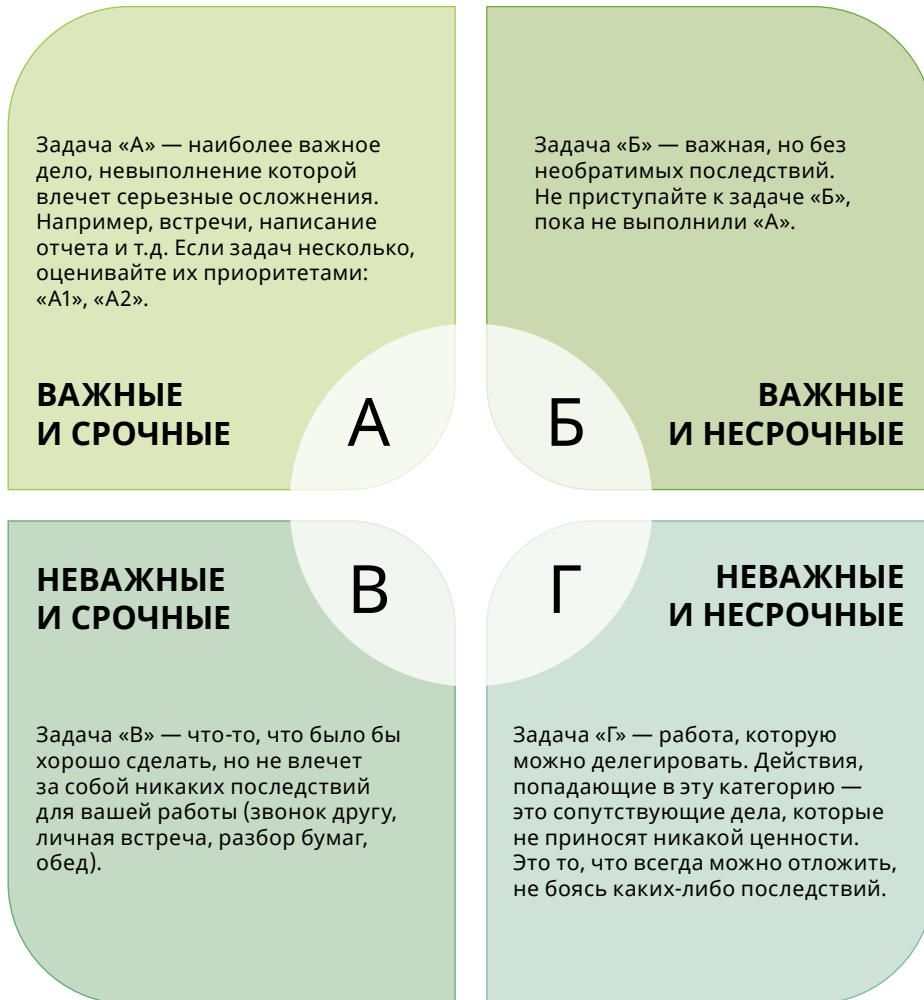 Задача «А» — наиболее важное
дело, невыполнение которой
влечет серьезные осложнения.
Например, встречи, написание
отчета и т.д. Если задач несколько,
оценивайте их приоритетами:
«А1», «А2».
ВАЖНЫЕ
И СРОЧНЫЕ
А
Задача «Б» — важная, но без
необратимых последствий.
Не приступайте к задаче «Б»,
пока не выполнили «А».
Б
ВАЖНЫЕ
И НЕСРОЧНЫЕ
НЕВАЖНЫЕ
И СРОЧНЫЕ
В
Задача «В» — что-то, что было бы
хорошо сделать, но не влечет
за собой никаких последствий
для вашей работы (звонок другу,
личная встреча, разбор бумаг,
обед).
Г
НЕВАЖНЫЕ
И НЕСРОЧНЫЕ
Задача «Г» — работа, которую
можно делегировать. Действия,
попадающие в эту категорию —
это сопутствующие дела, которые
не приносят никакой ценности.
Это то, что всегда можно отложить,
не боясь каких-либо последствий.